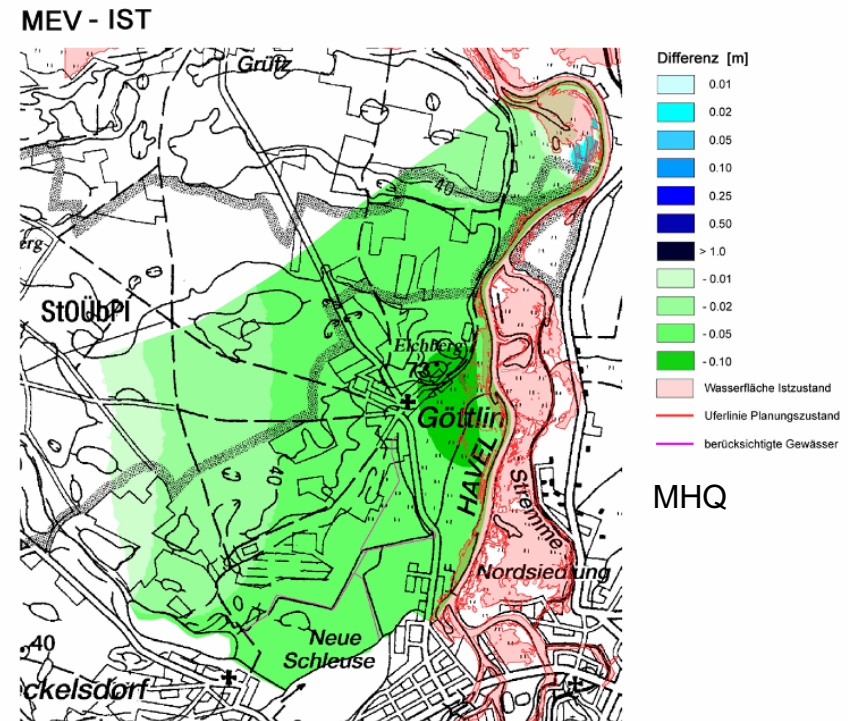 MEV - IST
Grütz
40
erg
StOÜbPl
Eichberg
73
Göttlin
HAVEL
40
Stremme
Nordsiedlung
Neue
Schleuse
40
ckelsdorf
Differenz [m]
0.01
0.02
0.05
0.10
0.25
0.50
> 1.0
- 0.01
- 0.02
- 0.05
- 0.10
Wasserfläche Istzustand
Uferlinie Planungszustand
berücksichtigte Gewässer
MHQ